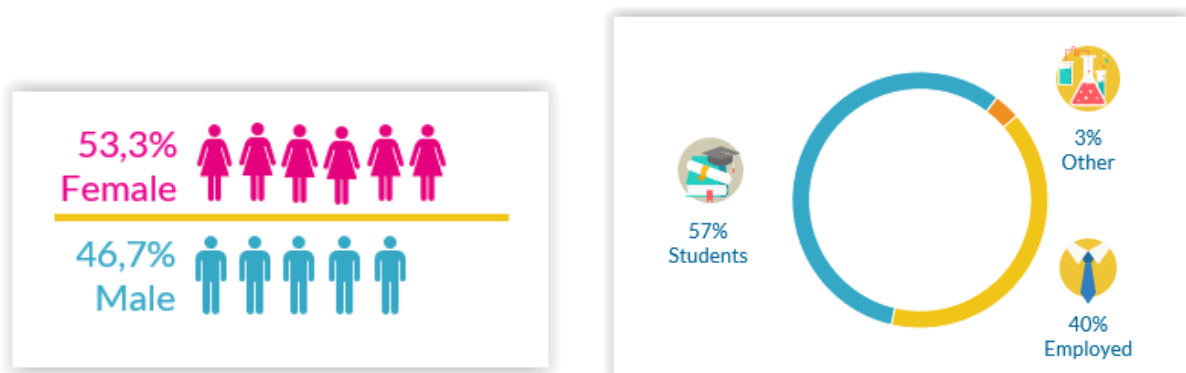 53,3%
Female
46,7%
Male
57%
Students
3%
Other
40%
Employed